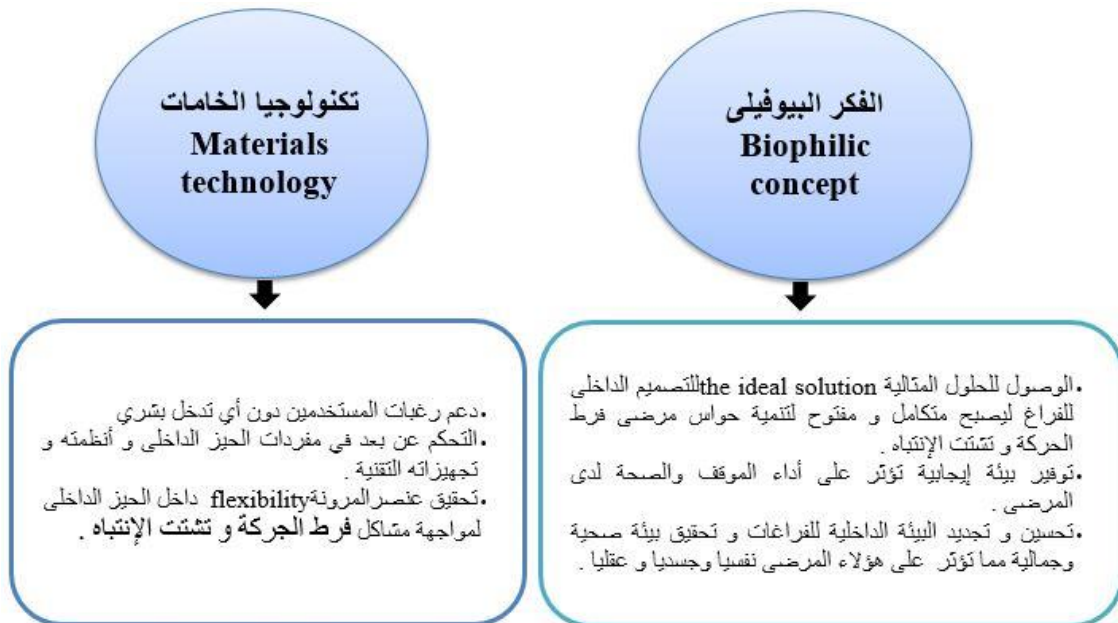 الفكر البيوفيلى
Biophilic
concept
•الوصول للحلول المثالية the ideal solutionللتصميم الداخلى
للفراغ ليصبح متكامل و مفتوح لتنمية حواس مرضى فرط
الحركة و تشتت الإنتباه .
•توفير بيئة إيجابية تؤثر على أداء الموقف والصحة لدى
المرضى .
•تحسين و تجديد البيئة الداخلية للفراغات و تحقيق بيئة صحية
وجمالية مما تؤثر على هؤلاء المرضى نفسيا وجسديا و عقليا .
تكنولوجيا الخامات
Materials
technology
•دعم رغبات المستخدمين دون أي تدخل بشري
•التحكم عن بعد في مفردات الحيز الداخلى و أنظمته و
تجهيزاته التقنية .
•تحقيق عنصرالمرونةflexibility داخل الحيز الداخلى
لمواجهة مشاكل فرط الجركة و تشتت الإنتباه .